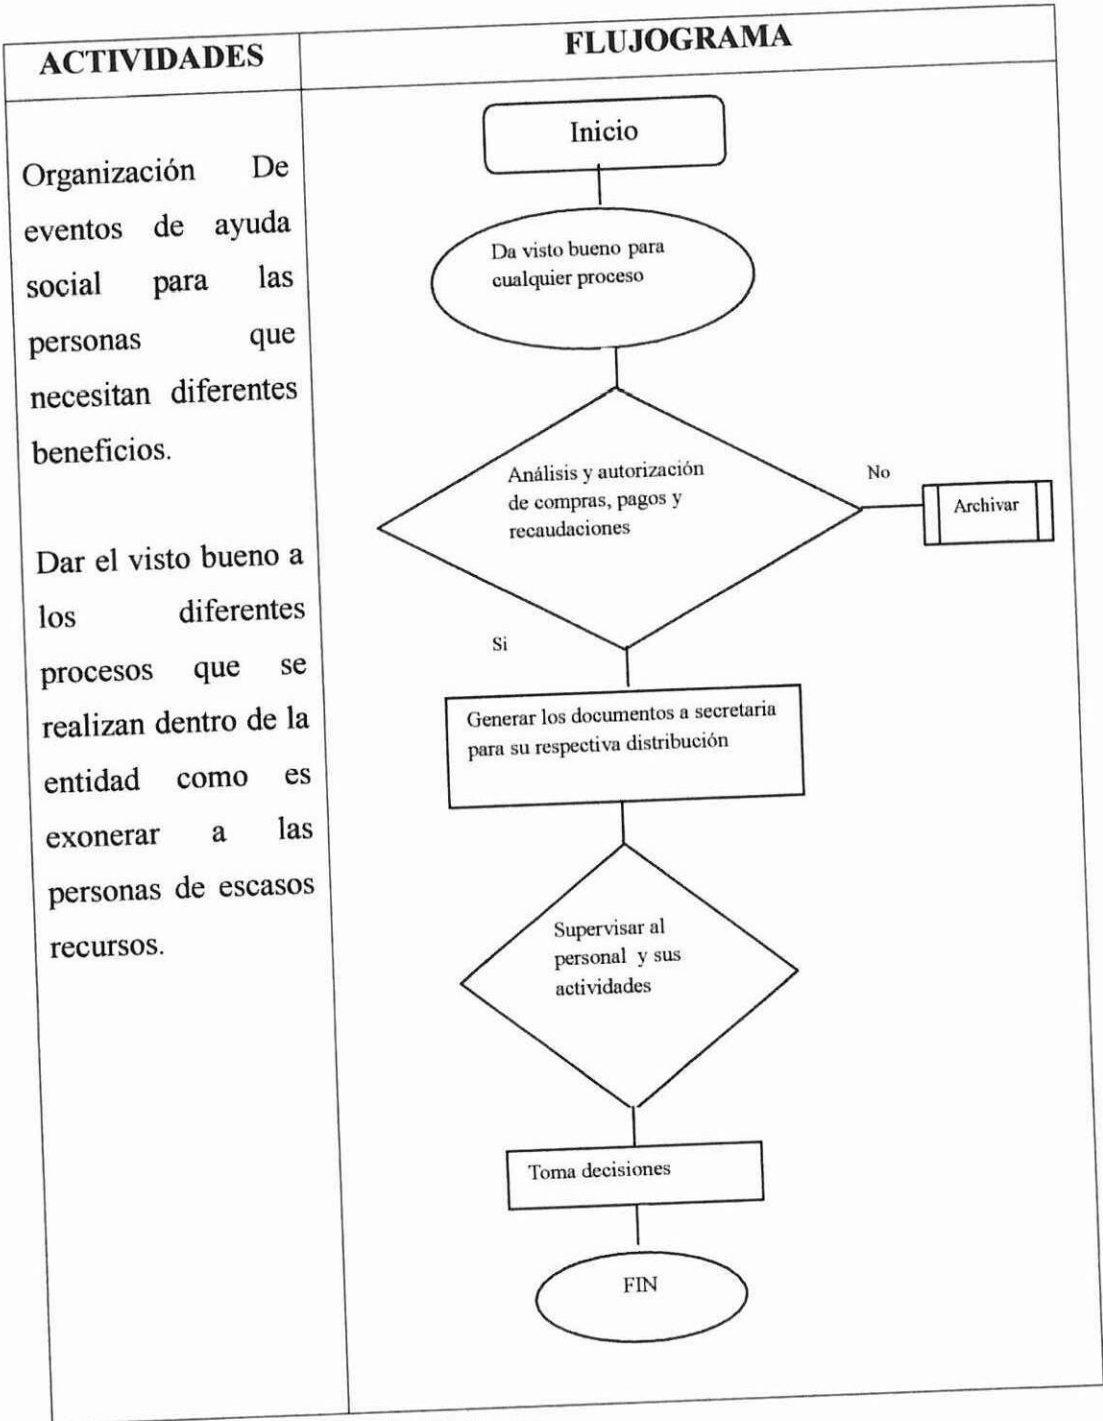 ACTIVIDADES
FLUJOGRAMA
Organización De
eventos de ayuda
social para las
personas que
necesitan diferentes
beneficios.
Dar el visto bueno a
los diferentes
procesos que se
realizan dentro de la
entidad como es
exonerar a las
personas de escasos
recursos.
Inicio
Da visto bueno para
cualquier proceso
Análisis y autorización
de compras, pagos y
recaudaciones
No
Archivar
Si
Generar los documentos a secretaria
para su respectiva distribución
Supervisar al
personal y sus
actividades
Toma decisiones
FIN